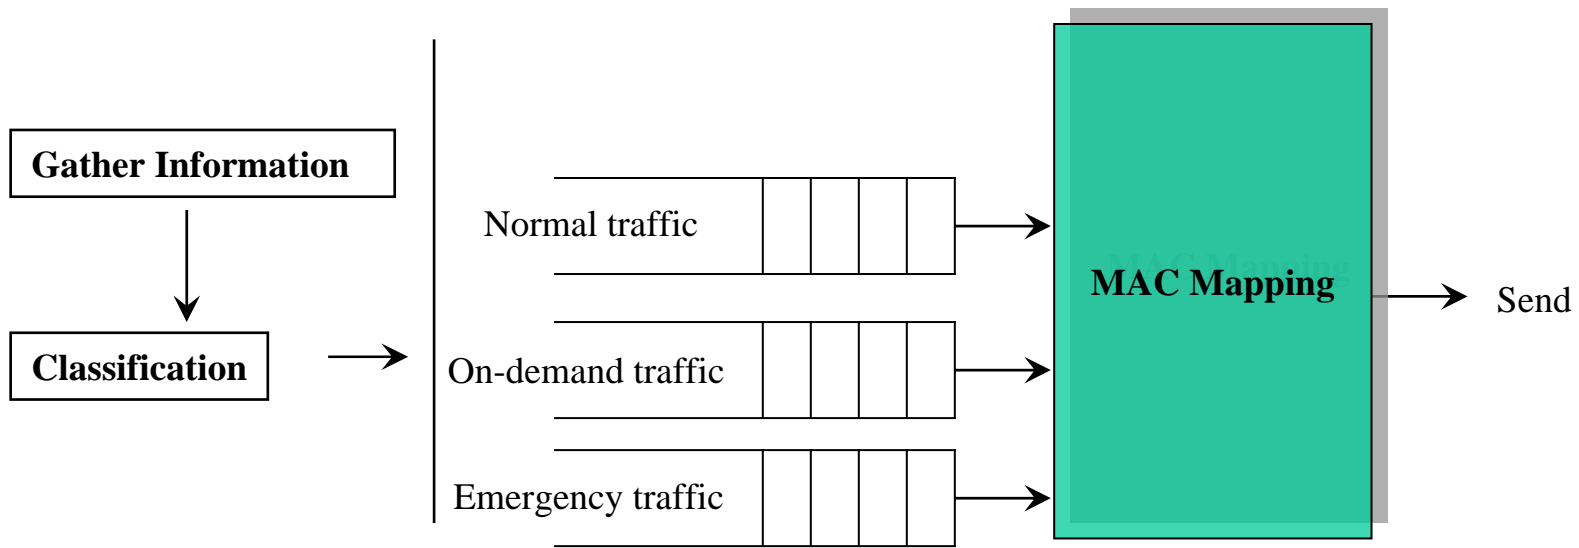 Gather Information
Classification
Normal traffic
On-demand traffic
Emergency traffic
MAC Mapping
Send